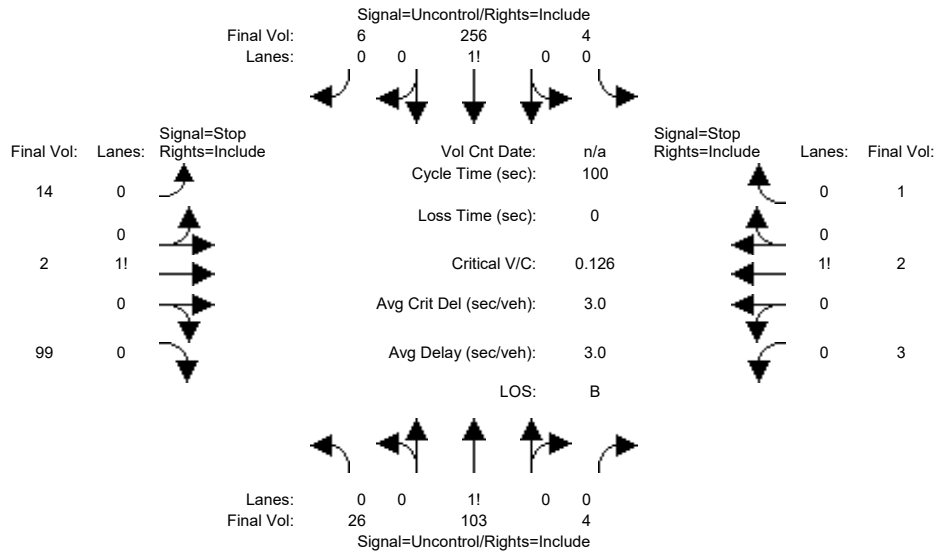 Signal=Uncontrol/Rights=Include
Final Vol: 6 256 4
Lanes: 0 0 1! 0 0
Signal=Stop
Final Vol: Lanes: Rights=Include
Vol Cnt Date: n/a
Signal=Stop
Rights=Include Lanes: Final Vol:
Cycle Time (sec): 100
14 0
0 1
Loss Time (sec): 0
0
0
2 1!
Critical V/C: 0.126
1! 2
0
Avg Crit Del (sec/veh): 3.0
0
99 0
Avg Delay (sec/veh): 3.0
0 3
LOS: B
Lanes: 0 0 1! 0 0
Final Vol: 26 103 4
Signal=Uncontrol/Rights=Include